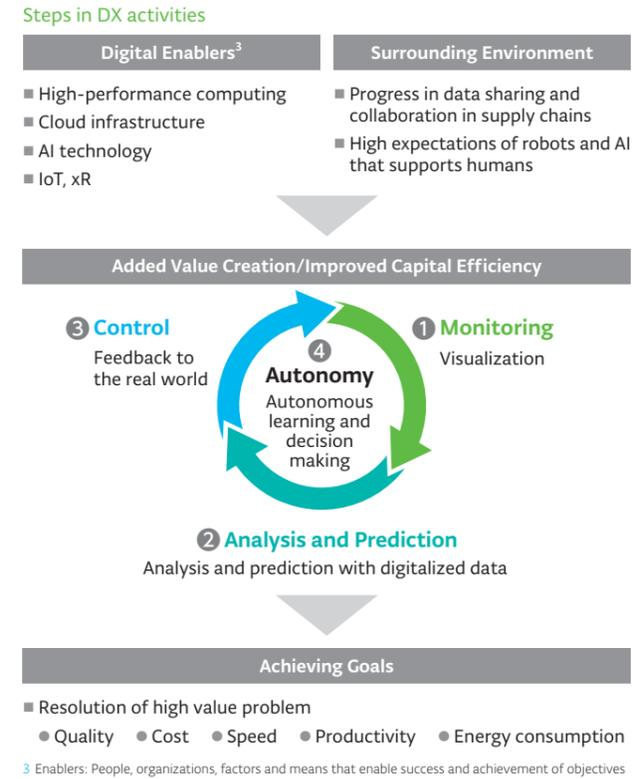 Steps in DX activities
Digital Enablers3
■ High-performance computing
■ Cloud infrastructure
■ AI technology
■ IoT, xR
Surrounding Environment
■ Progress in data sharing and
collaboration in supply chains
■ High expectations of robots and AI
that supports humans
Added Value Creation/Improved Capital Efficiency
1 Monitoring
Visualization
2 Analysis and Prediction
Analysis and prediction with digitalized data
3 Control
Feedback to
the real world
4
Autonomy
Autonomous
learning and
decision
making
Achieving Goals
■ Resolution of high value problem
● Quality ● Cost ● Speed ● Productivity ● Energy consumption
3 Enablers: People, organizations, factors and means that enable success and achievement of objectives